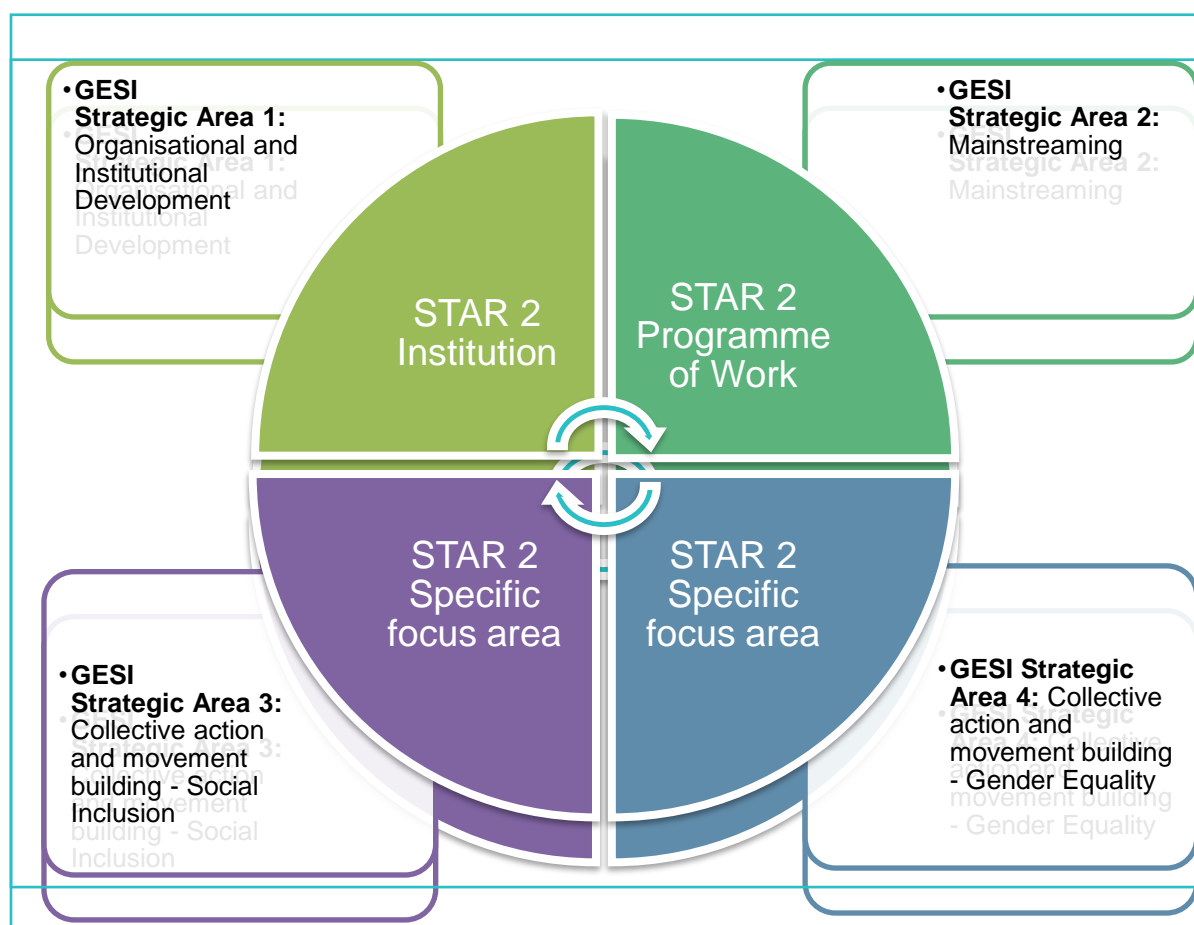 •GESI
Strategic Area 1:
Organisational and
Institutional
Development
•GESI
Strategic Area 2:
Mainstreaming
STAR 2
Institution
STAR 2
Programme
of Work
STAR 2
Specific
focus area
STAR 2
Specific
focus area
•GESI
Strategic Area 3:
Collective action
and movement
building - Social
Inclusion
•GESI Strategic
Area 4: Collective
action and
movement building
- Gender Equality